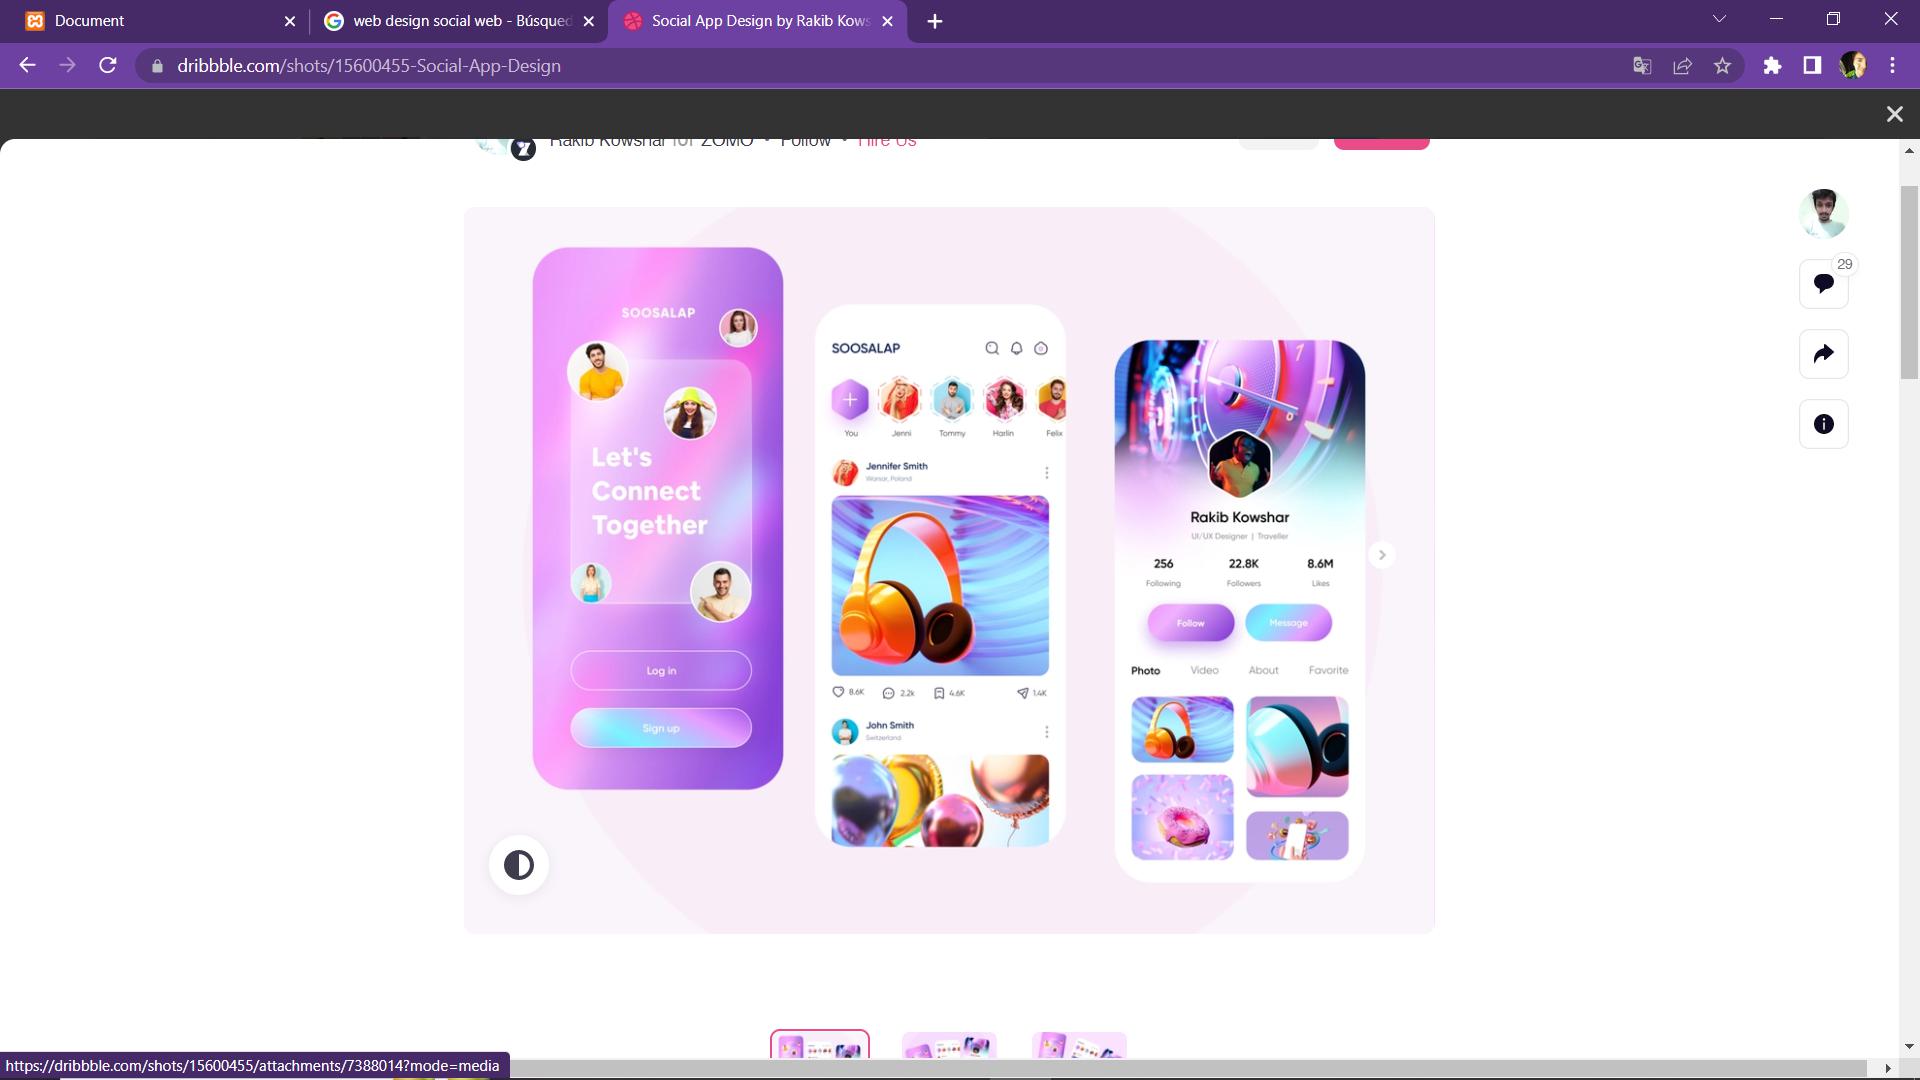 Document
web design social web - Búsqued
Social App Design by Rakib Kows
dribbble.com/shots/15600455-Social-App-Design
Rakib Kowshar for ZOMO • Follow • Hire Us
29
SOOSALAP
Let's
Connect
Together
Log in
Sign up
SOOSALAP
You Jenni Tommy Harlin Felix
Jennifer Smith
Warsar, Poland
8.6K 2.2k 4.6K 1.4K
John Smith
Switzerland
Rakib Kowshar
UI/UX Designer | Traveller
256 22.8K 8.6M
Following Followers Likes
Follow Message
Photo Video About Favorite
https://dribbble.com/shots/15600455/attachments/7388014?mode=media